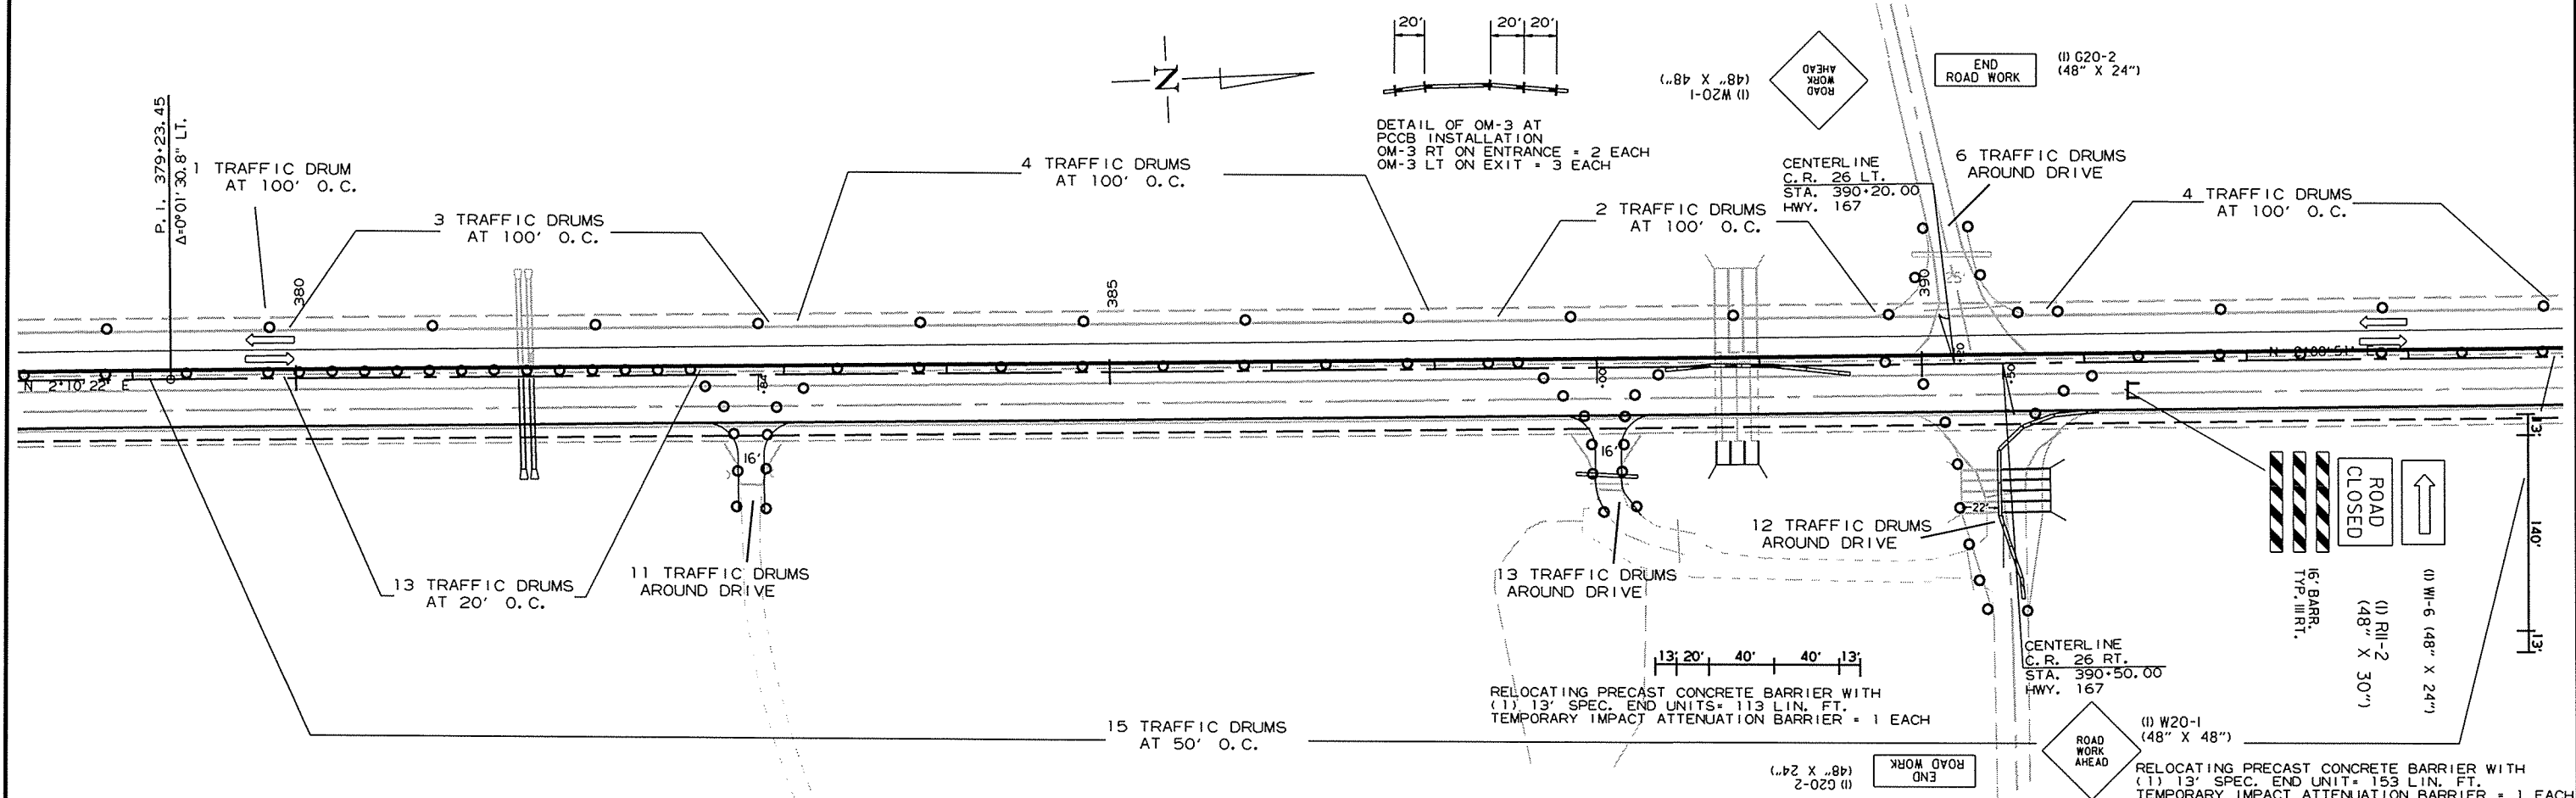 20' 20' 20'
DETAIL OF OM-3 AT
PCCB INSTALLATION
OM-3 RT ON ENTRANCE = 2 EACH
OM-3 LT ON EXIT = 3 EACH
N
(1) W20-1
(48" X 48")
ROAD
WORK
AHEAD
END
ROAD WORK
(1) G20-2
(48" X 24")
P. I. 379+23.45
Δ=0°01'30.8" LT.
1 TRAFFIC DRUM
AT 100' O.C.
3 TRAFFIC DRUMS
AT 100' O.C.
4 TRAFFIC DRUMS
AT 100' O.C.
2 TRAFFIC DRUMS
AT 100' O.C.
CENTERLINE
C.R. 26 LT.
STA. 390+20.00
HWY. 167
6 TRAFFIC DRUMS
AROUND DRIVE
4 TRAFFIC DRUMS
AT 100' O.C.
380
385
390
N 2°10'22" E
.84
.00
.50
16'
16'
22'
13 TRAFFIC DRUMS
AT 20' O.C.
11 TRAFFIC DRUMS
AROUND DRIVE
13 TRAFFIC DRUMS
AROUND DRIVE
12 TRAFFIC DRUMS
AROUND DRIVE
16' BARR.
TYP. III RT.
ROAD
CLOSED
(1) R11-2
(48" X 30")
(1) W1-6 (48" X 24")
13'
140'
13'
13' 20' 40' 40' 13'
RELOCATING PRECAST CONCRETE BARRIER WITH
(1) 13' SPEC. END UNITS= 113 LIN. FT.
TEMPORARY IMPACT ATTENUATION BARRIER = 1 EACH
CENTERLINE
C.R. 26 RT.
STA. 390+50.00
HWY. 167
15 TRAFFIC DRUMS
AT 50' O.C.
(1) G20-2
(48" X 24")
END
ROAD WORK
ROAD
WORK
AHEAD
(1) W20-1
(48" X 48")
RELOCATING PRECAST CONCRETE BARRIER WITH
(1) 13' SPEC. END UNIT= 153 LIN. FT.
TEMPORARY IMPACT ATTENUATION BARRIER = 1 EACH